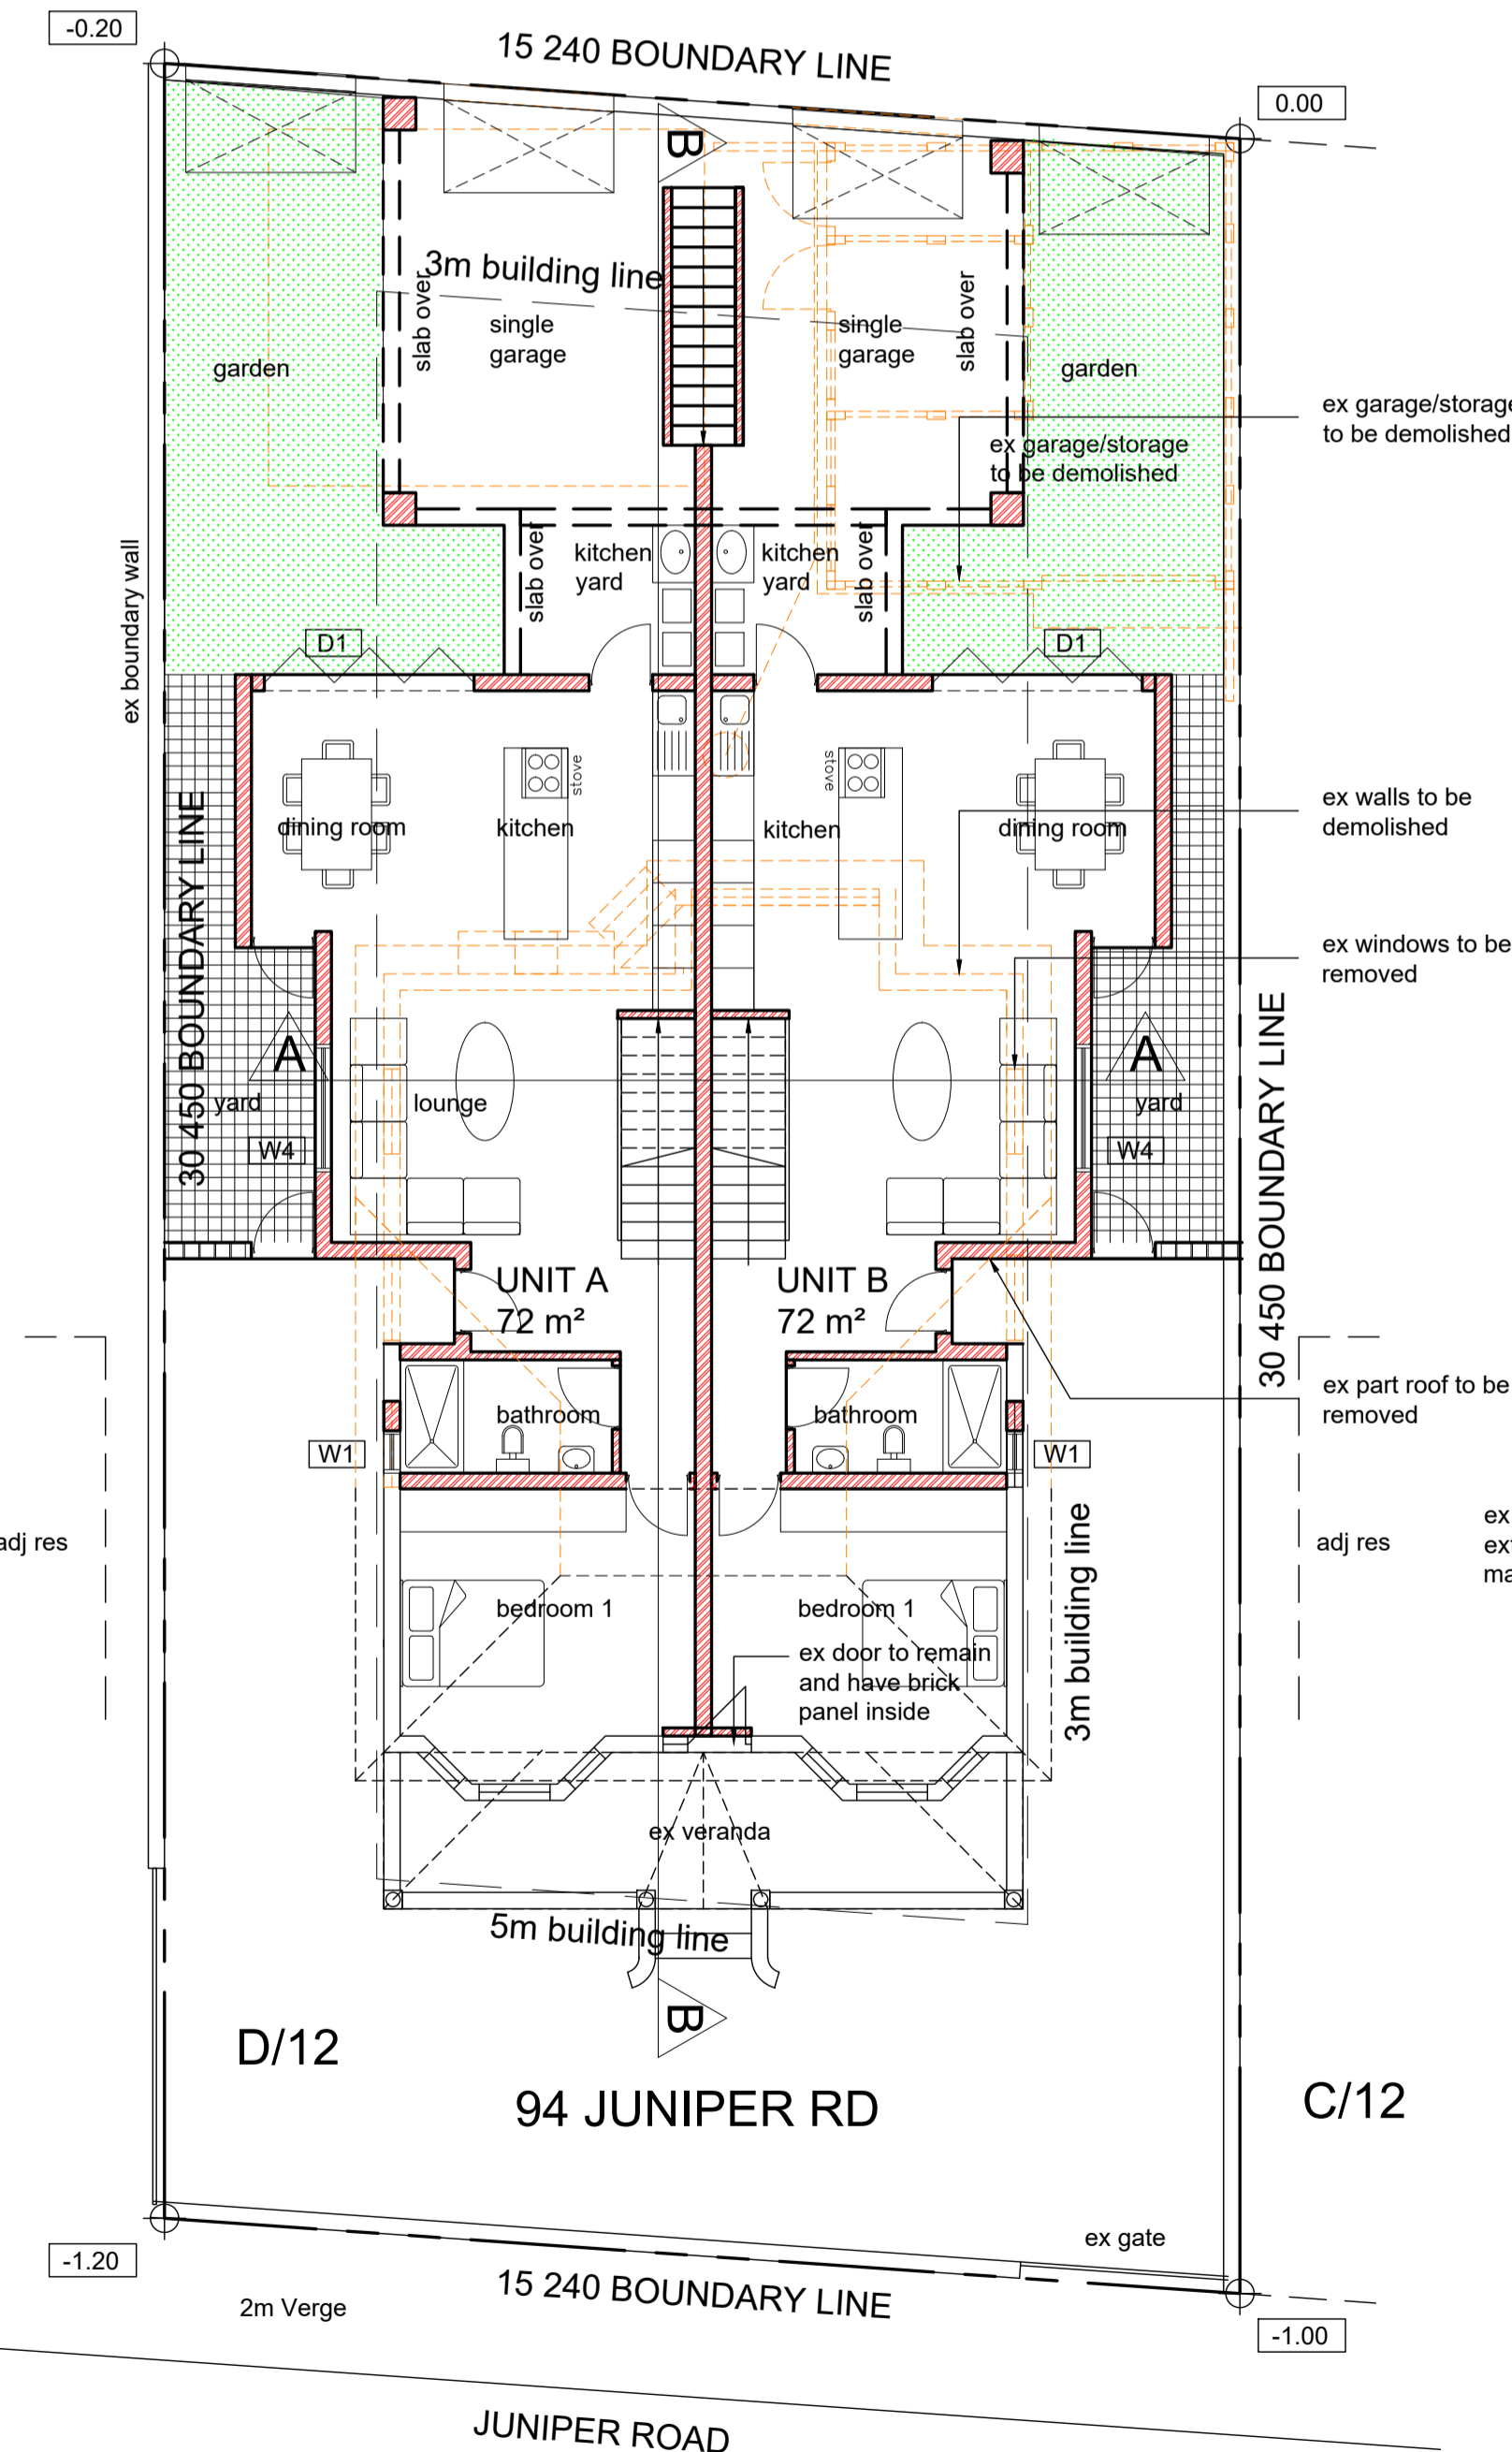 -0.20
15 240 BOUNDARY LINE
0.00
B
3m building line
slab over
single
garage
single
garage
slab over
garden
garden
ex garage/storage
to be demolished
ex garage/storage
to be demolished
ex boundary wall
slab over
kitchen
yard
kitchen
yard
slab over
D1
D1
30 450 BOUNDARY LINE
dining room
stove
kitchen
stove
kitchen
dining room
ex walls to be
demolished
ex windows to be
removed
A
A
yard
lounge
yard
W4
W4
30 450 BOUNDARY LINE
UNIT A
72 m²
UNIT B
72 m²
ex part roof to be
removed
bathroom
bathroom
W1
W1
3m building line
adj res
adj res
ex
ext
ma
bedroom 1
bedroom 1
ex door to remain
and have brick
panel inside
ex veranda
5m building line
B
D/12
94 JUNIPER RD
C/12
ex gate
-1.20
15 240 BOUNDARY LINE
2m Verge
-1.00
JUNIPER ROAD